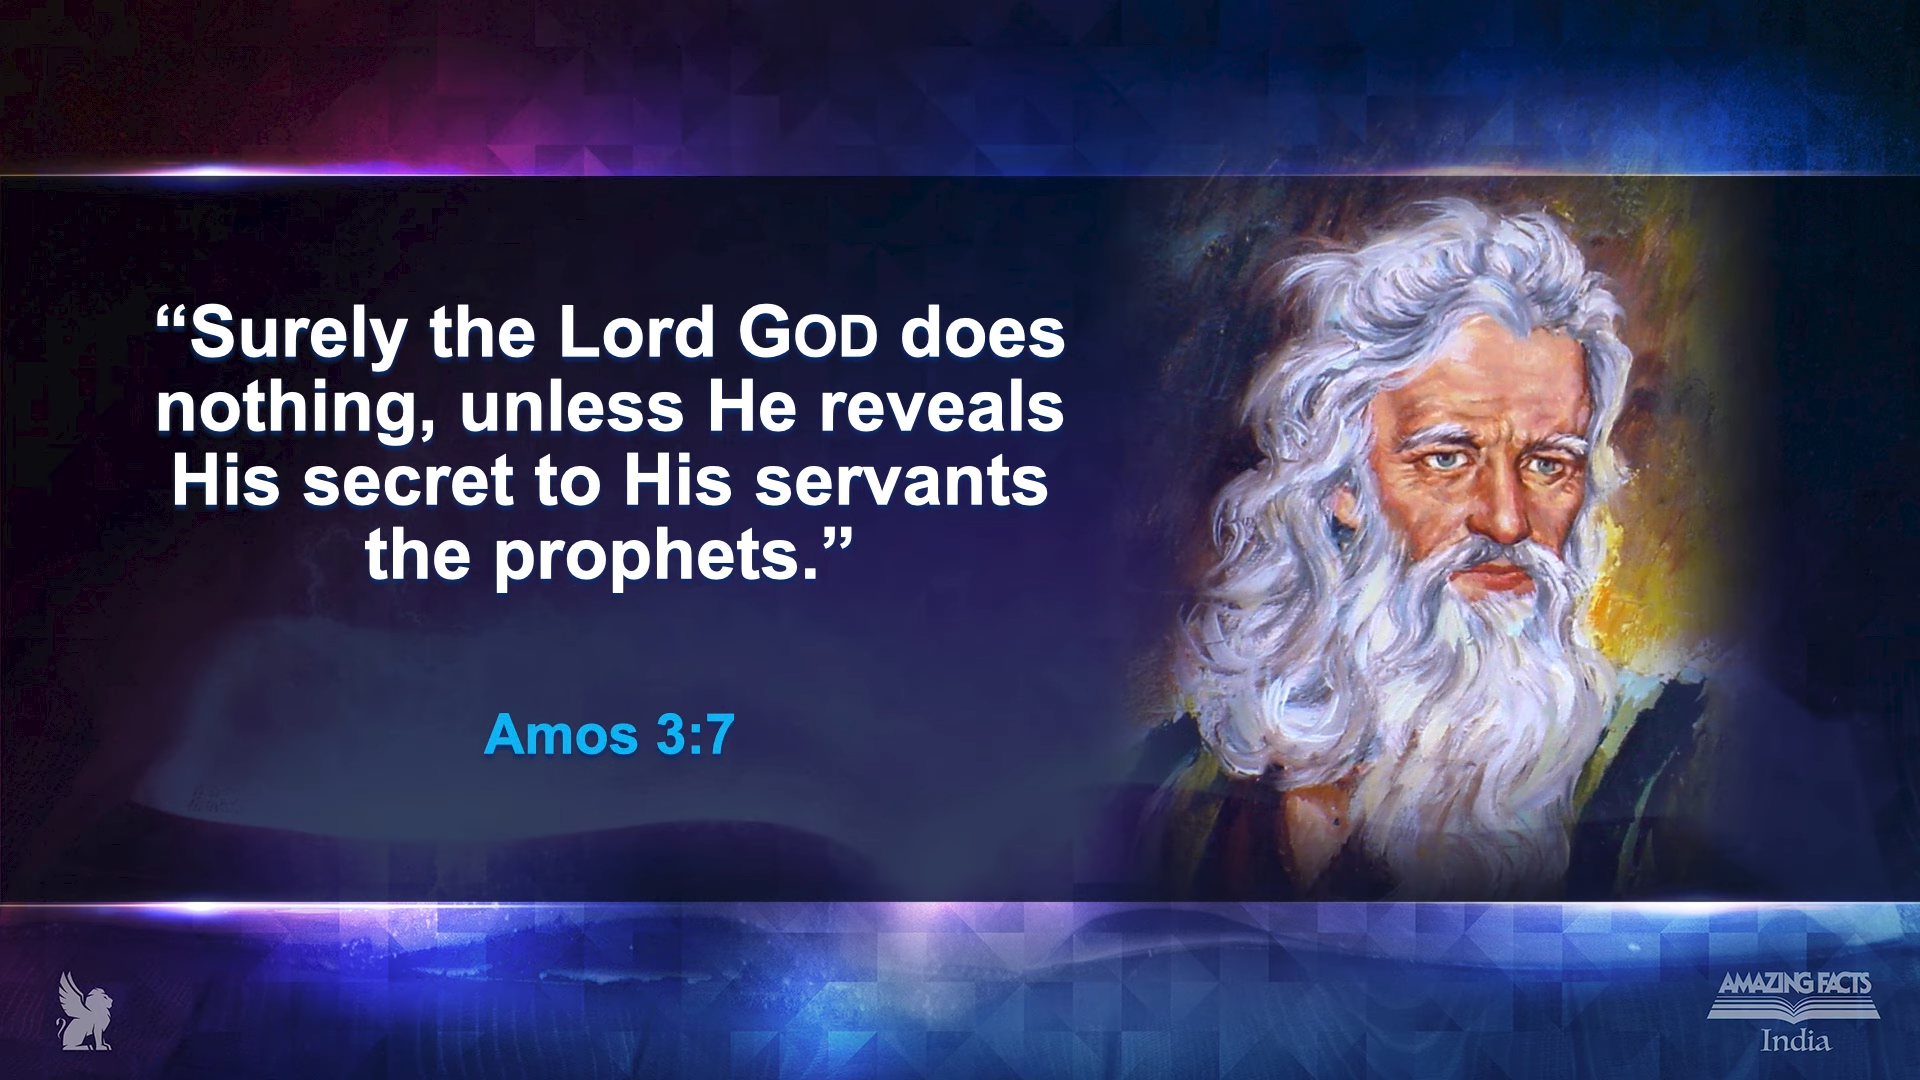 “Surely the Lord GOD does
nothing, unless He reveals
His secret to His servants
the prophets.”
Amos 3:7
AMAZING FACTS
India